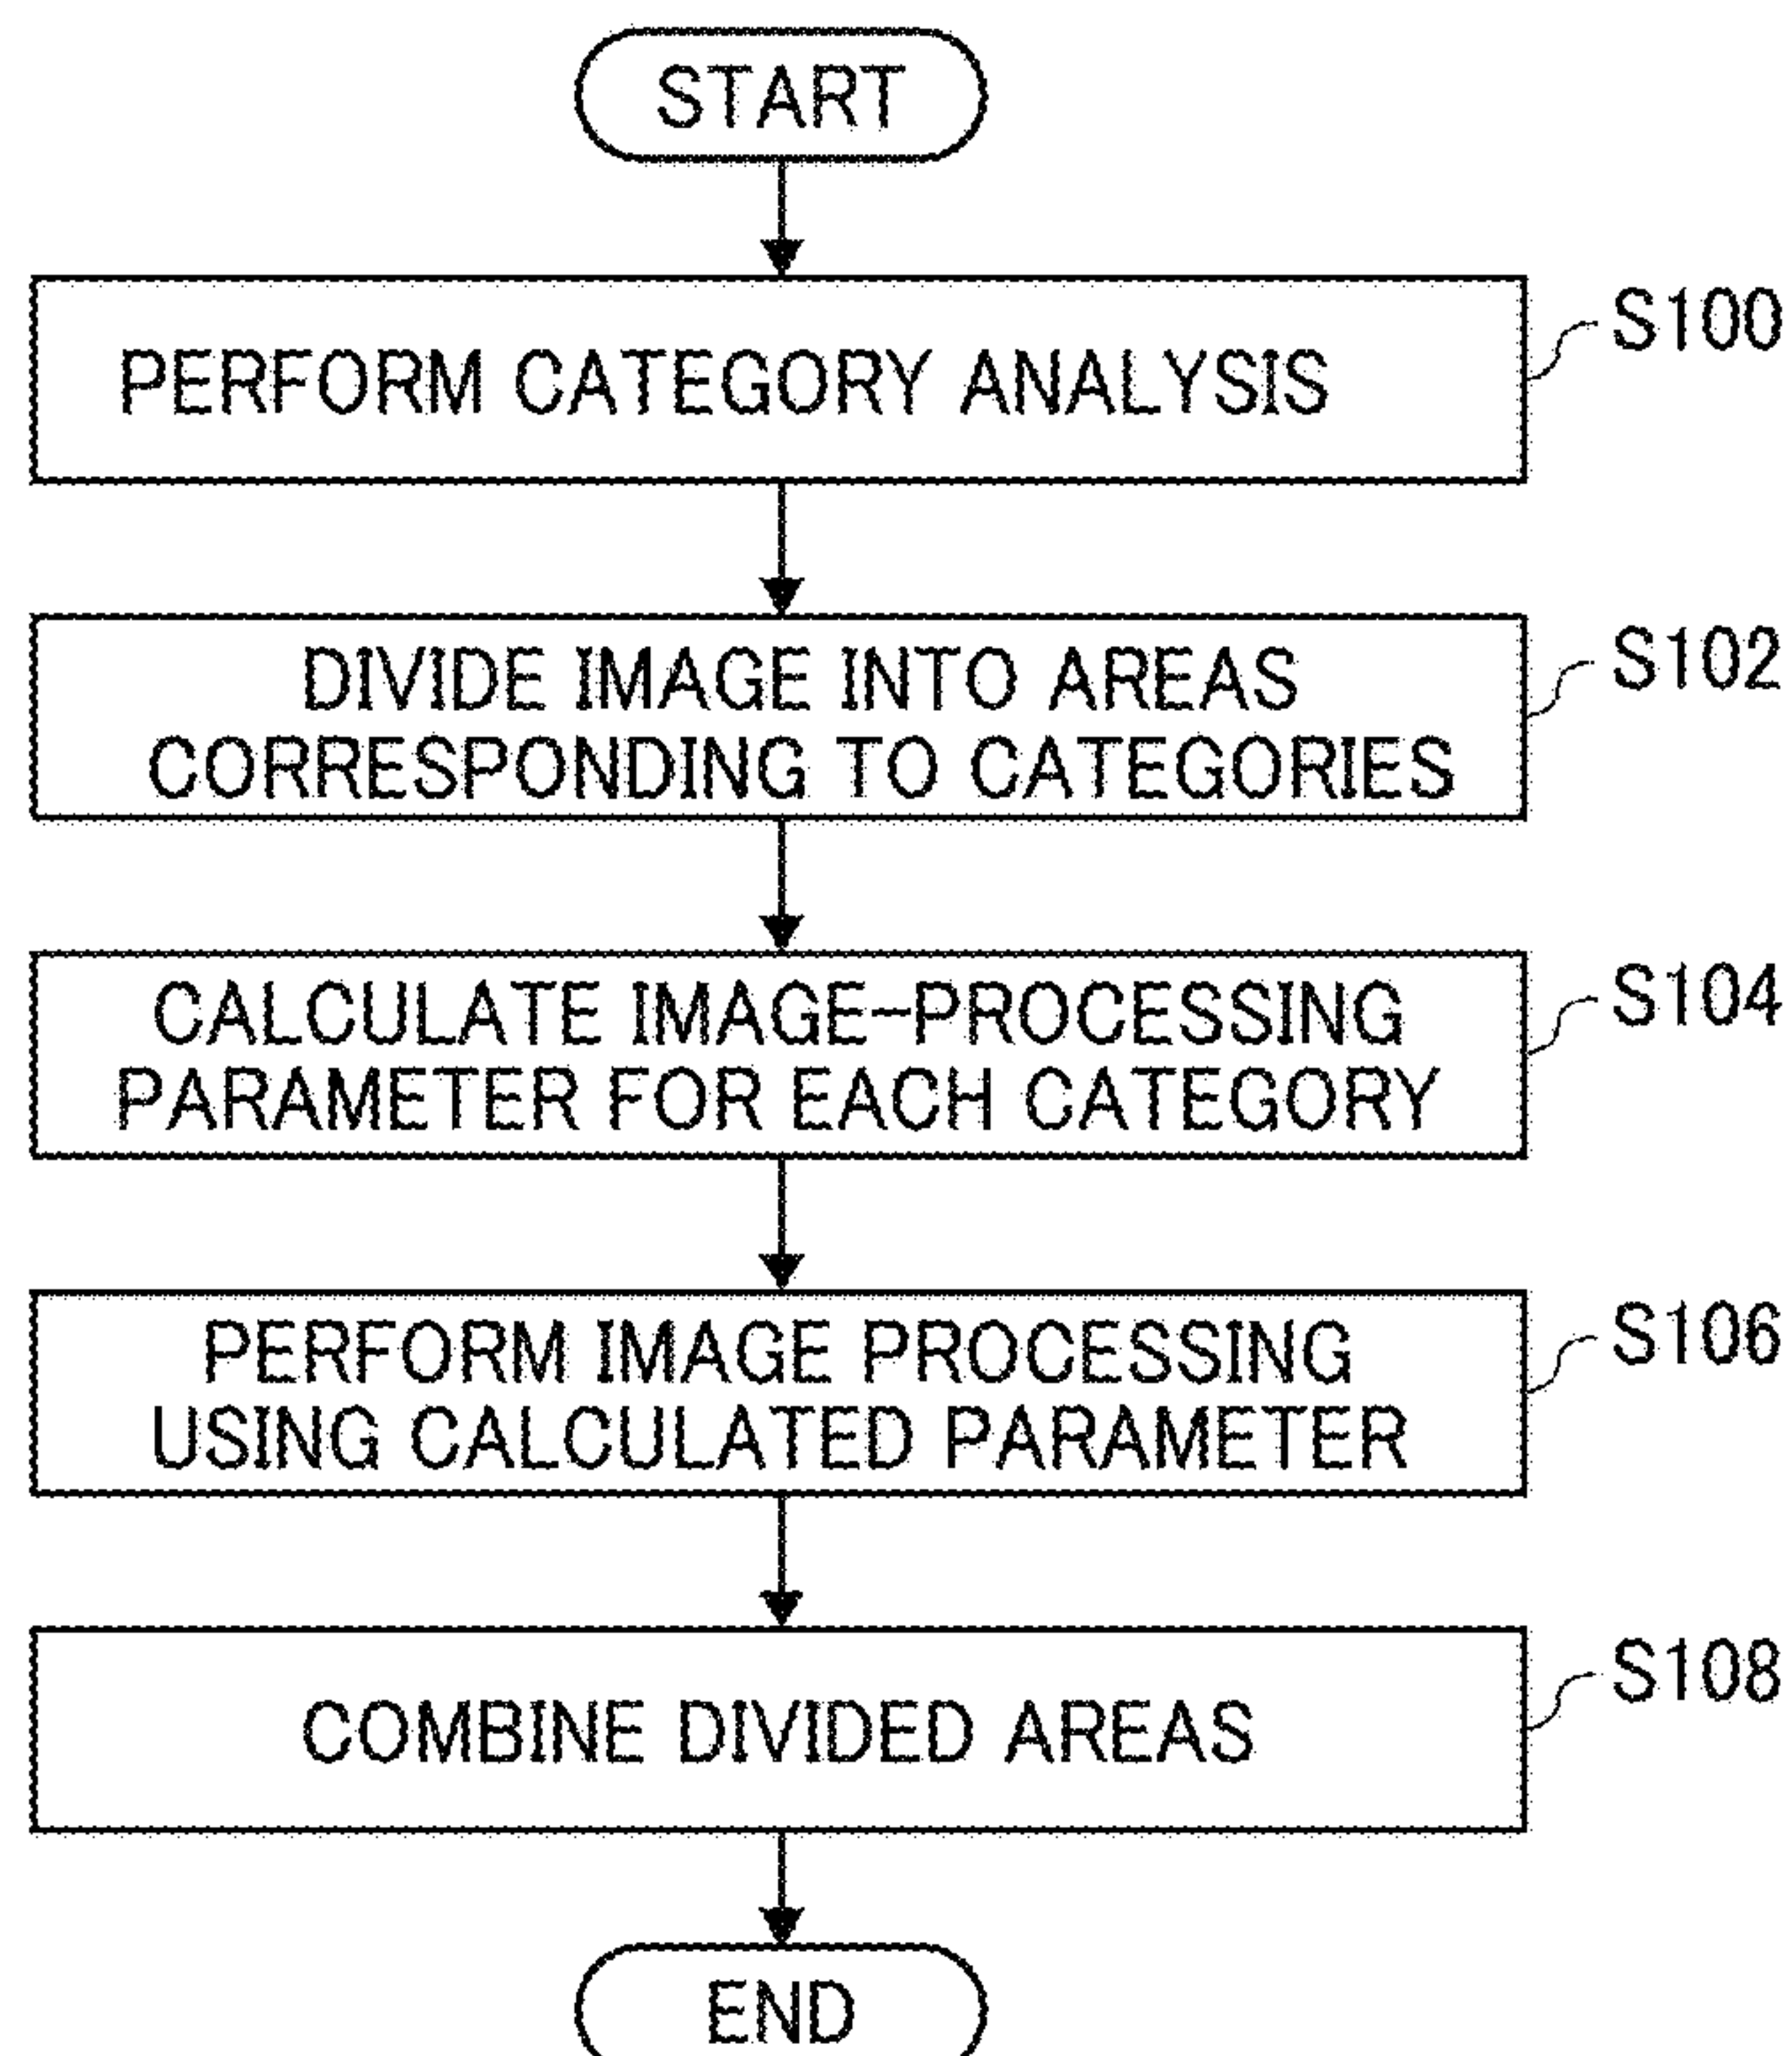 START
S100
PERFORM CATEGORY ANALYSIS
S102
DIVIDE IMAGE INTO AREAS
CORRESPONDING TO CATEGORIES
S104
CALCULATE IMAGE-PROCESSING
PARAMETER FOR EACH CATEGORY
S106
PERFORM IMAGE PROCESSING
USING CALCULATED PARAMETER
S108
COMBINE DIVIDED AREAS
END